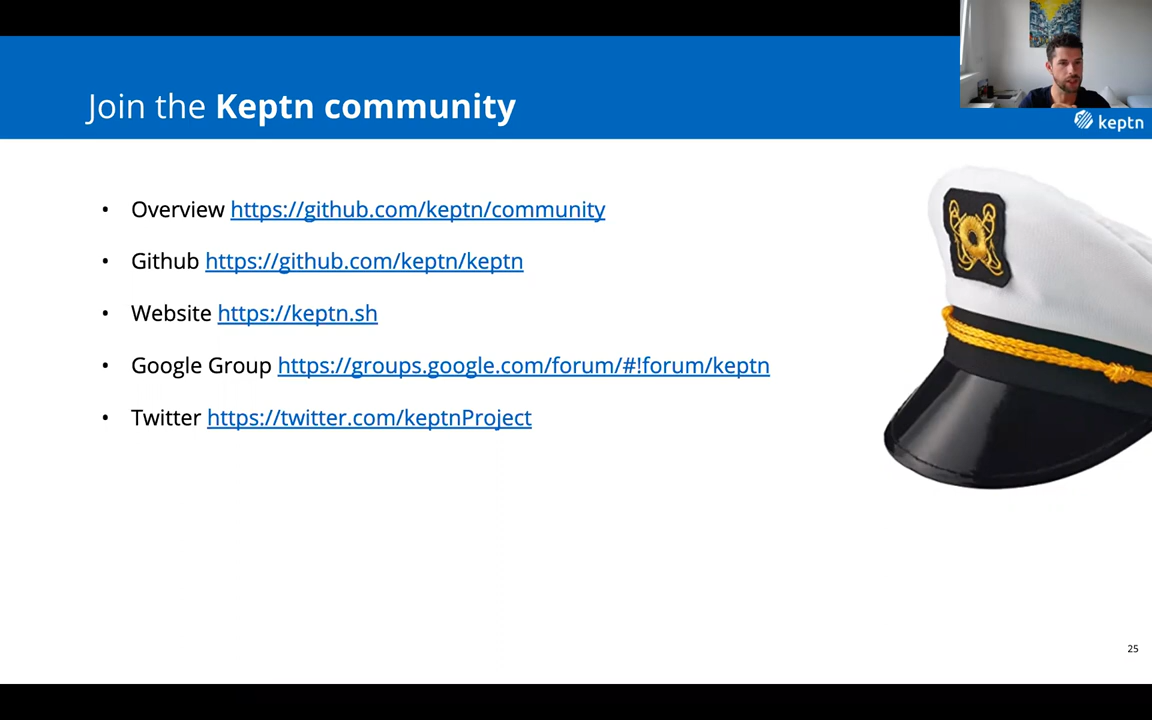 Join the Keptn community
keptn
• Overview https://github.com/keptn/community
• Github https://github.com/keptn/keptn
• Website https://keptn.sh
• Google Group https://groups.google.com/forum/#!forum/keptn
• Twitter https://twitter.com/keptnProject
25